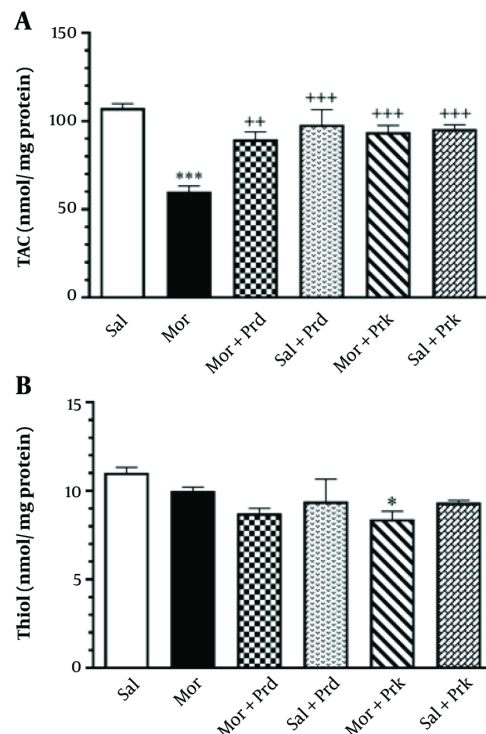 A
150
100
50
0
TAC (nmol/ mg protein)
***
++
+++
+++
+++
Sal
Mor
Mor + Prd
Sal + Prd
Mor + Prk
Sal + Prk
B
15
10
5
0
Thiol (nmol/ mg protein)
*
Sal
Mor
Mor + Prd
Sal + Prd
Mor + Prk
Sal + Prk